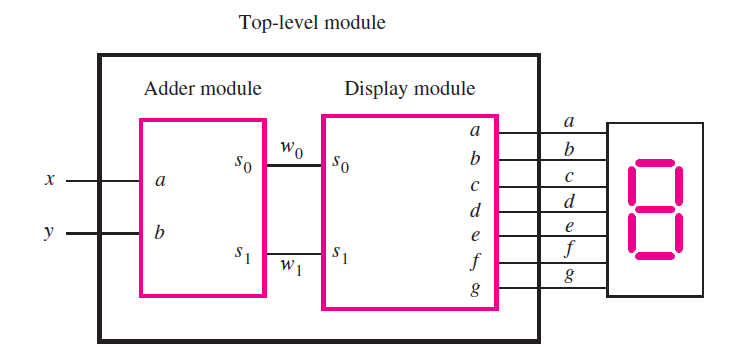 Top-level module
Adder module
Display module
x
y
a
b
s0
s1
w0
w1
s0
s1
a
b
c
d
e
f
g
a
b
c
d
e
f
g